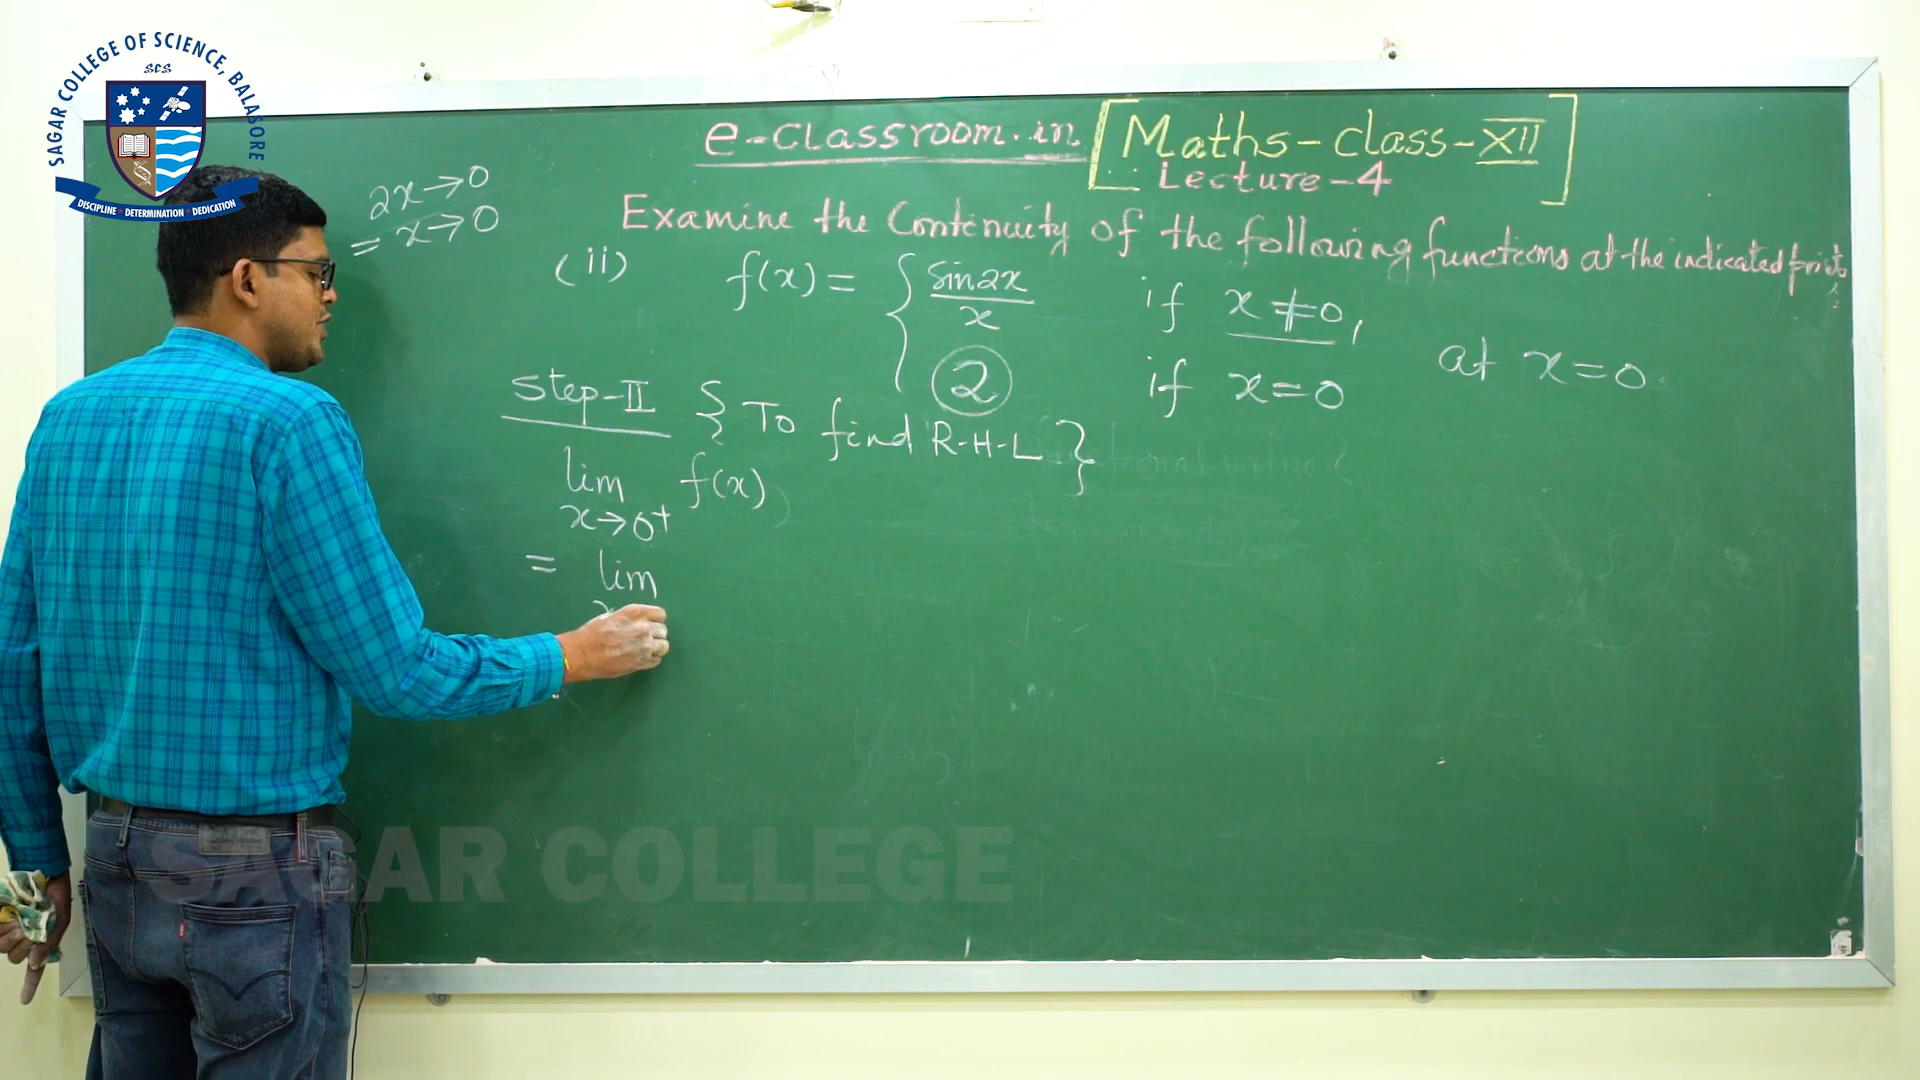 SAGAR COLLEGE OF SCIENCE, BALASORE
SCS
DISCIPLINE • DETERMINATION • DEDICATION
2x→0
= x→0
e-classroom.in [Maths-class-XII
Lecture-4]
Examine the Contenuity of the following functions at the indicated points
(ii) f(x) = { sin2x / x if x ≠ 0,
2 if x=0 at x=0
Step-II { To find R-H-L }
lim f(x)
x→0+
= lim
x
SAGAR COLLEGE